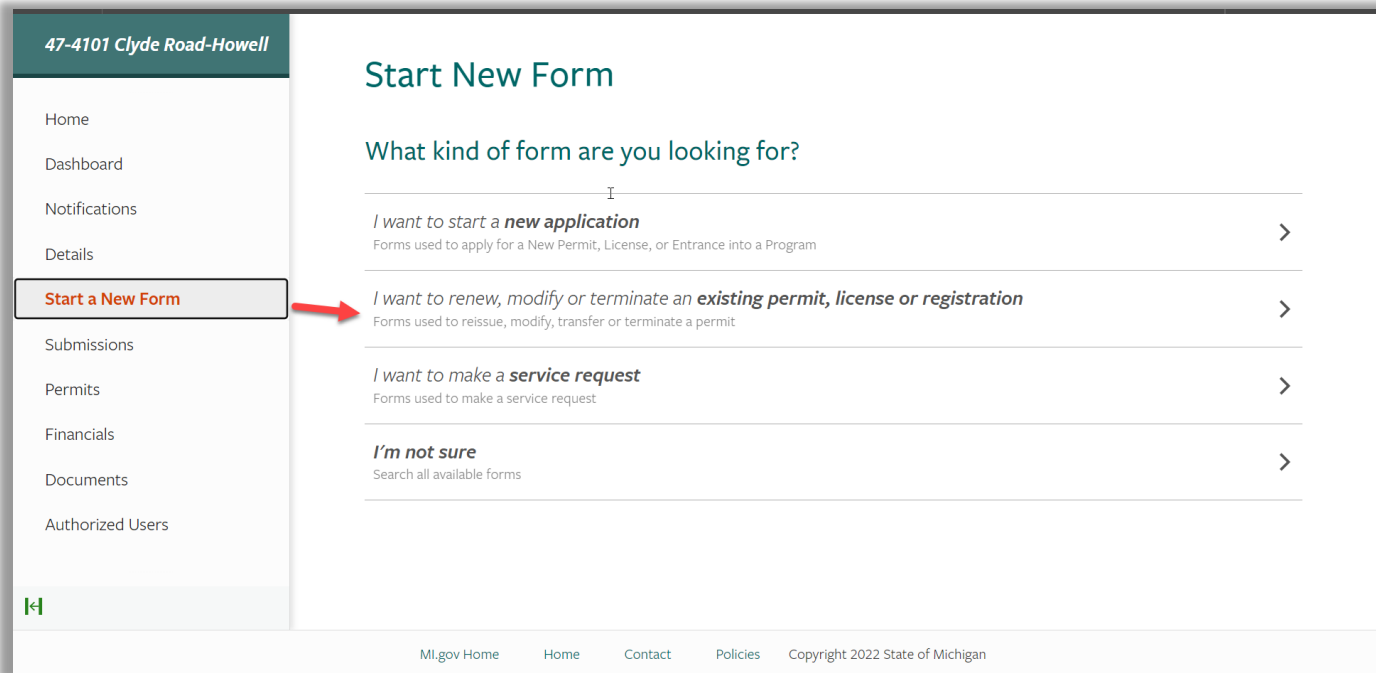 47-4101 Clyde Road-Howell
Home
Dashboard
Notifications
Details
Start a New Form
Submissions
Permits
Financials
Documents
Authorized Users
Start New Form
What kind of form are you looking for?
I want to start a new application
Forms used to apply for a New Permit, License, or Entrance into a Program
I want to renew, modify or terminate an existing permit, license or registration
Forms used to reissue, modify, transfer or terminate a permit
I want to make a service request
Forms used to make a service request
I'm not sure
Search all available forms
MI.gov Home Home Contact Policies Copyright 2022 State of Michigan